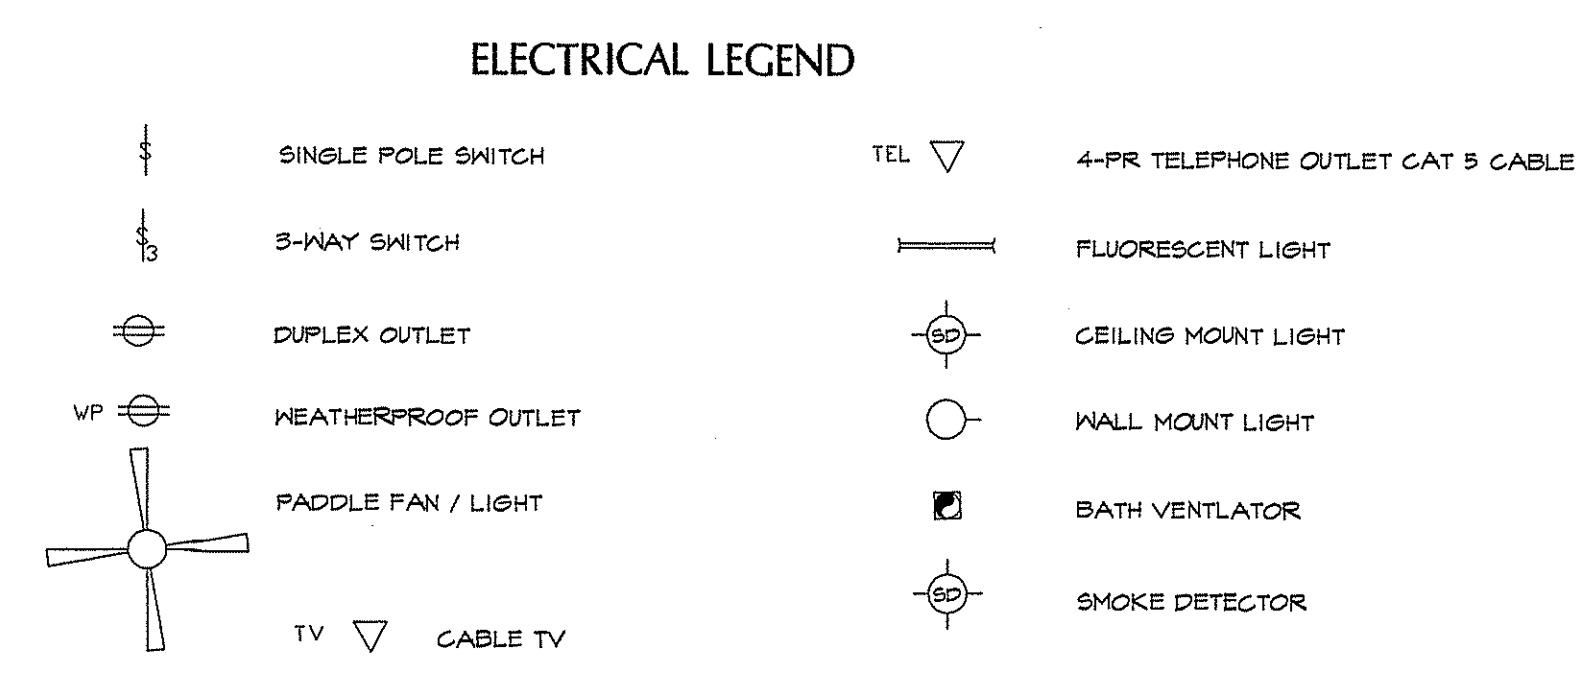 ELECTRICAL LEGEND
$ SINGLE POLE SWITCH
$3 3-WAY SWITCH
DUPLEX OUTLET
WP WEATHERPROOF OUTLET
PADDLE FAN / LIGHT
TV CABLE TV
TEL 4-PR TELEPHONE OUTLET CAT 5 CABLE
FLUORESCENT LIGHT
SD CEILING MOUNT LIGHT
WALL MOUNT LIGHT
BATH VENTLATOR
SD SMOKE DETECTOR